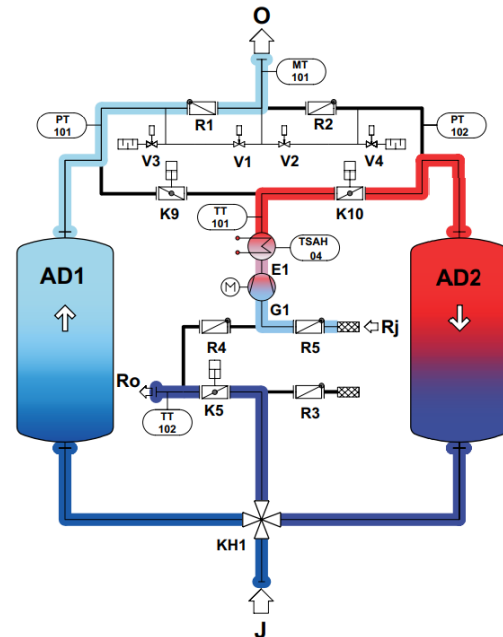 O
MT
101
PT
101
R1
R2
PT
102
V3
V1
V2
V4
K9
TT
101
K10
TSAH
04
E1
M
G1
AD1
AD2
R4
R5
Rj
Ro
K5
R3
TT
102
KH1
J